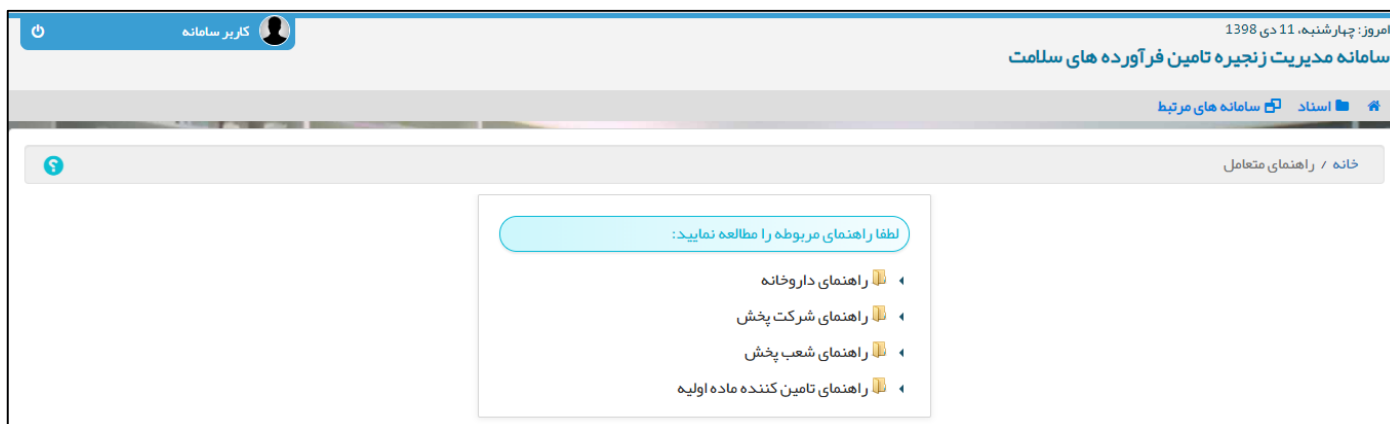 امروز: چهارشنبه، 11 دی 1398
کاربر سامانه
سامانه مدیریت زنجیره تامین فرآورده های سلامت
اسناد سامانه های مرتبط
خانه / راهنمای متعامل
لطفا راهنمای مربوطه را مطالعه نمایید:
راهنمای داروخانه
راهنمای شرکت پخش
راهنمای شعب پخش
راهنمای تامین کننده ماده اولیه